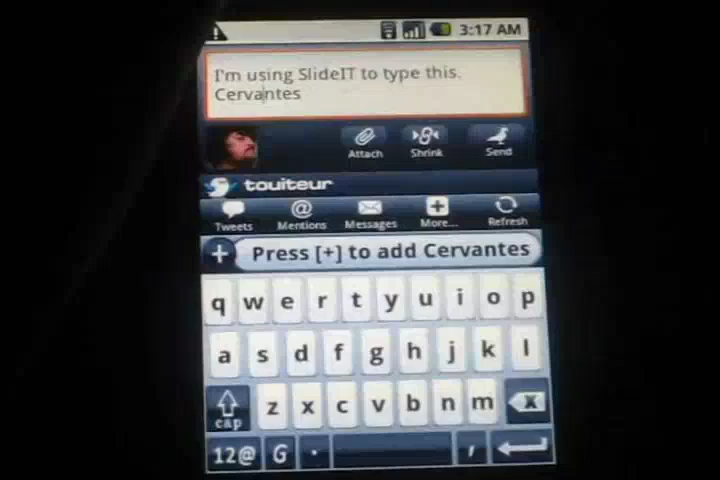 3:17 AM
I'm using SlideIT to type this.
Cervantes
Attach Shrink Send
touiteur
Tweets Mentions Messages More... Refresh
+ Press [+] to add Cervantes
q w e r t y u i o p
a s d f g h j k l
cap z x c v b n m
12@ G . ,